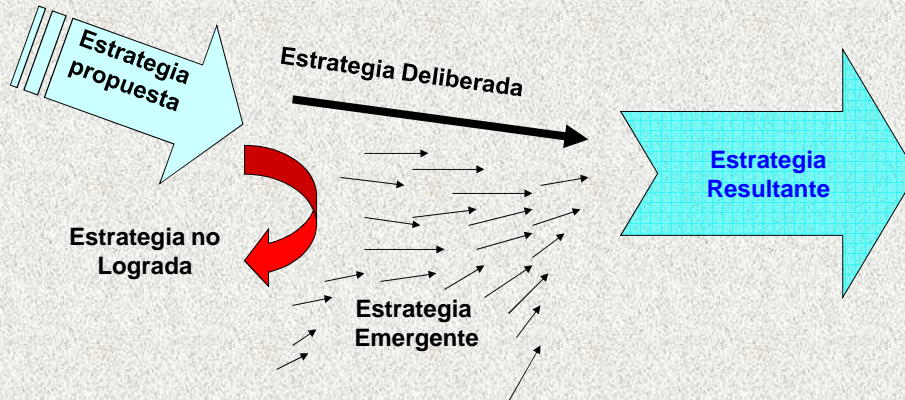 Estrategia
propuesta
Estrategia Deliberada
Estrategia
Resultante
Estrategia no
Lograda
Estrategia
Emergente